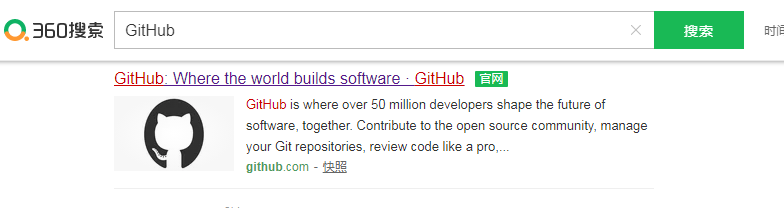 360搜索
GitHub
搜索
时间
GitHub: Where the world builds software · GitHub 官网
GitHub is where over 50 million developers shape the future of
software, together. Contribute to the open source community, manage
your Git repositories, review code like a pro,...
github.com - 快照